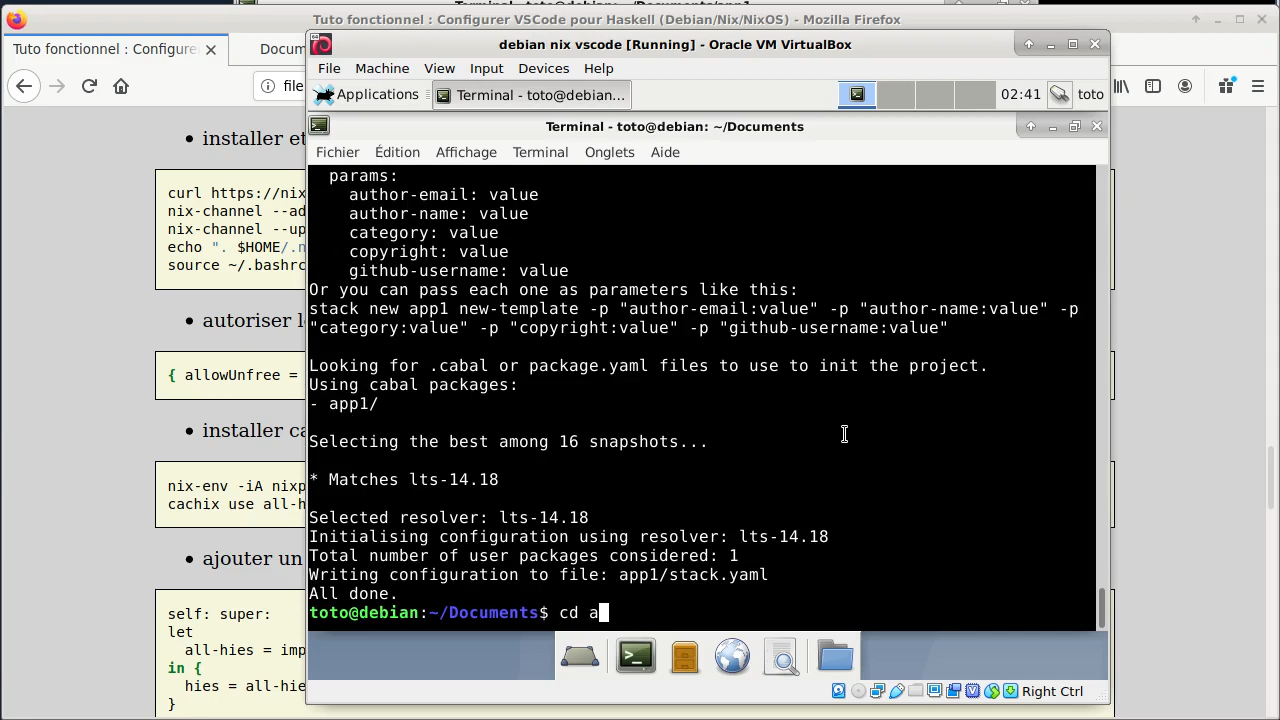 Terminal - toto@debian: ~/Documents/app1
Tuto fonctionnel : Configurer VSCode pour Haskell (Debian/Nix/NixOS) - Mozilla Firefox
Tuto fonctionnel : Configure
Docum
file
debian nix vscode [Running] - Oracle VM VirtualBox
File Machine View Input Devices Help
Applications Terminal - toto@debian... 02:41 toto
Terminal - toto@debian: ~/Documents
Fichier Édition Affichage Terminal Onglets Aide
params:
author-email: value
author-name: value
category: value
copyright: value
github-username: value
Or you can pass each one as parameters like this:
stack new app1 new-template -p "author-email:value" -p "author-name:value" -p
"category:value" -p "copyright:value" -p "github-username:value"
Looking for .cabal or package.yaml files to use to init the project.
Using cabal packages:
- app1/
Selecting the best among 16 snapshots...
* Matches lts-14.18
Selected resolver: lts-14.18
Initialising configuration using resolver: lts-14.18
Total number of user packages considered: 1
Writing configuration to file: app1/stack.yaml
All done.
toto@debian:~/Documents$ cd a
Right Ctrl
• installer et
curl https://nix
nix-channel --ad
nix-channel --up
echo ". $HOME/.n
source ~/.bashrc
• autoriser l
{ allowUnfree =
• installer ca
nix-env -iA nixp
cachix use all-h
• ajouter un
self: super:
let
all-hies = imp
in {
hies = all-hie
}